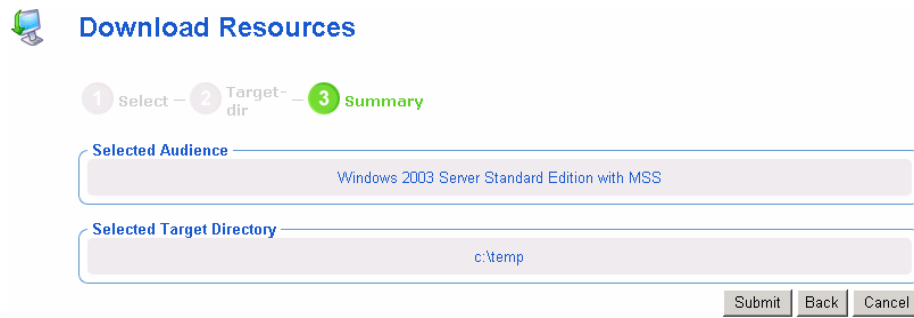 Download Resources
1 Select – 2 Target-dir – 3 Summary
Selected Audience
Windows 2003 Server Standard Edition with MSS
Selected Target Directory
c:\temp
Submit Back Cancel